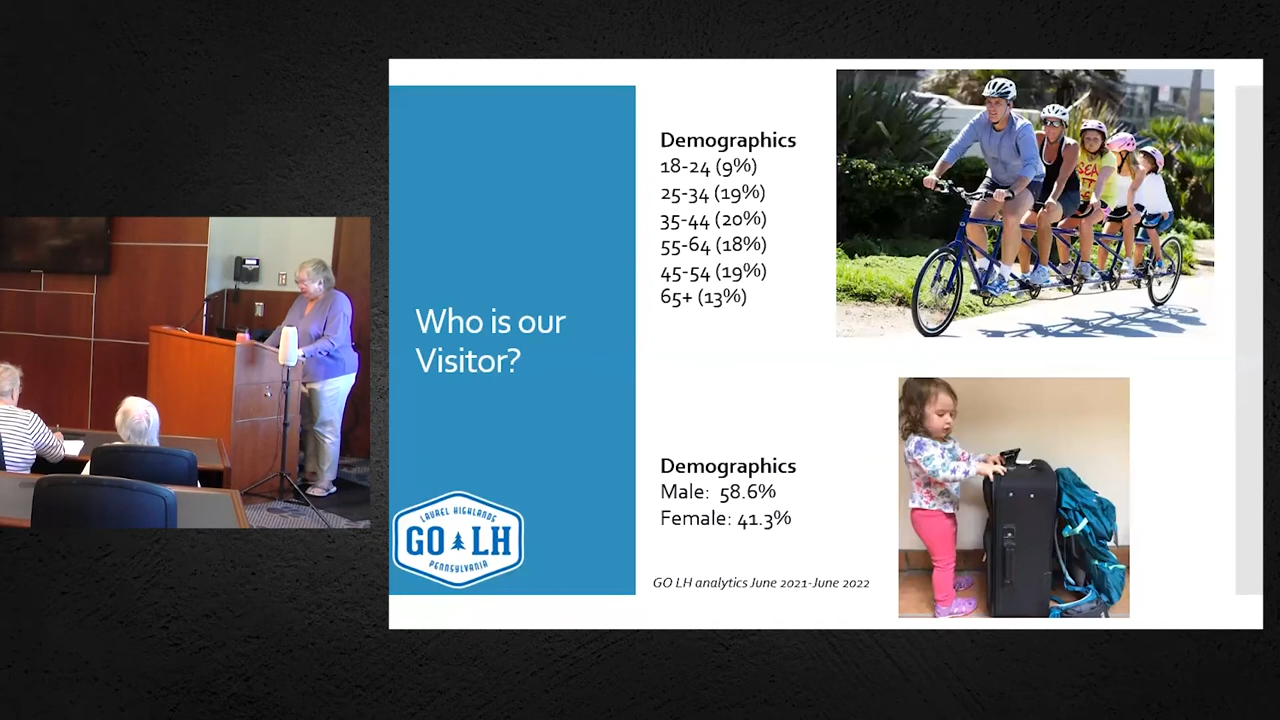 Who is our
Visitor?
LAUREL HIGHLANDS
GO LH
PENNSYLVANIA
Demographics
18-24 (9%)
25-34 (19%)
35-44 (20%)
55-64 (18%)
45-54 (19%)
65+ (13%)
SEA
TT
Demographics
Male: 58.6%
Female: 41.3%
GO LH analytics June 2021-June 2022